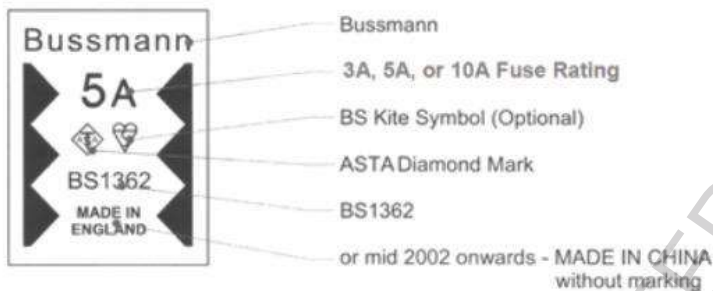 Bussmann
5A
ASTA
BS1362
MADE IN
ENGLAND
Bussmann
3A, 5A, or 10A Fuse Rating
BS Kite Symbol (Optional)
ASTA Diamond Mark
BS1362
or mid 2002 onwards - MADE IN CHINA
without marking